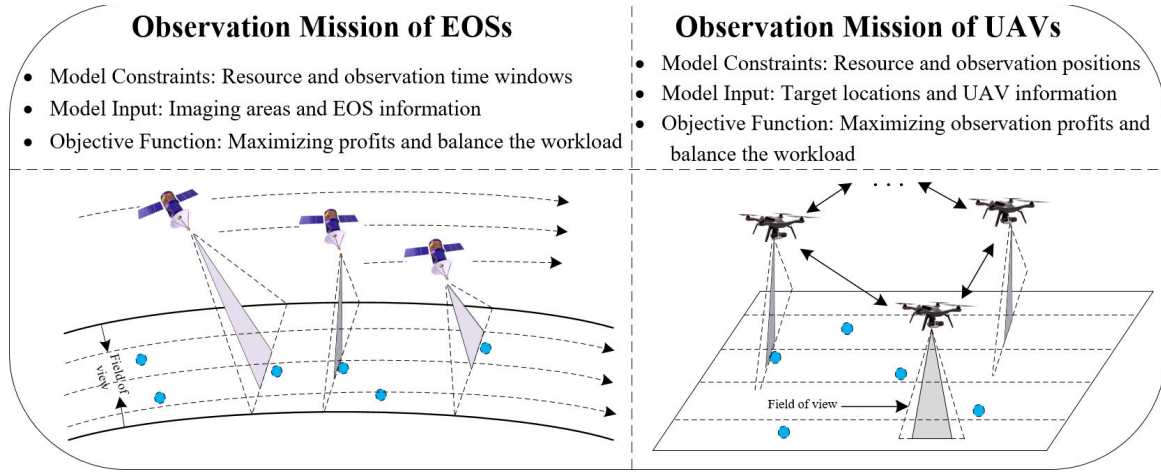 Observation Mission of EOSs
• Model Constraints: Resource and observation time windows
• Model Input: Imaging areas and EOS information
• Objective Function: Maximizing profits and balance the workload
Field of
view
Observation Mission of UAVs
• Model Constraints: Resource and observation positions
• Model Input: Target locations and UAV information
• Objective Function: Maximizing observation profits and
balance the workload
. . .
Field of view